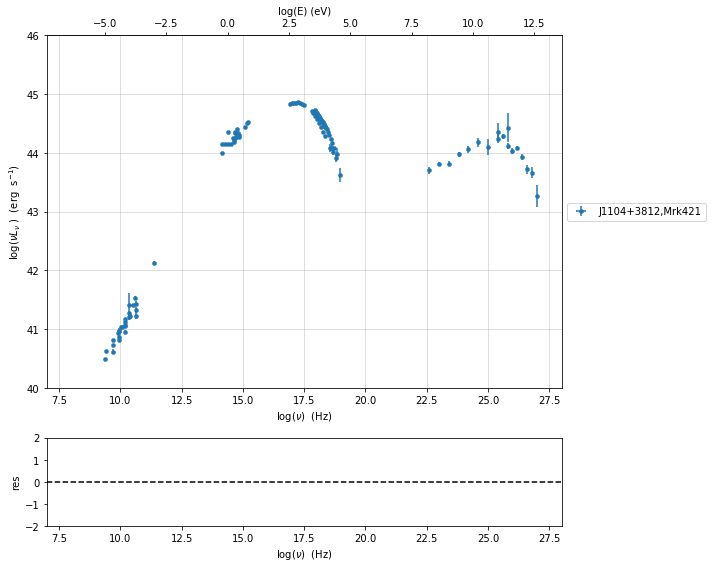 log(E) (eV)
−5.0 −2.5 0.0 2.5 5.0 7.5 10.0 12.5
46
45
44
43
42
41
40
log(νL_ν ) (erg s⁻¹)
J1104+3812,Mrk421
7.5 10.0 12.5 15.0 17.5 20.0 22.5 25.0 27.5
log(ν) (Hz)
2
1
0
−1
−2
res
7.5 10.0 12.5 15.0 17.5 20.0 22.5 25.0 27.5
log(ν) (Hz)